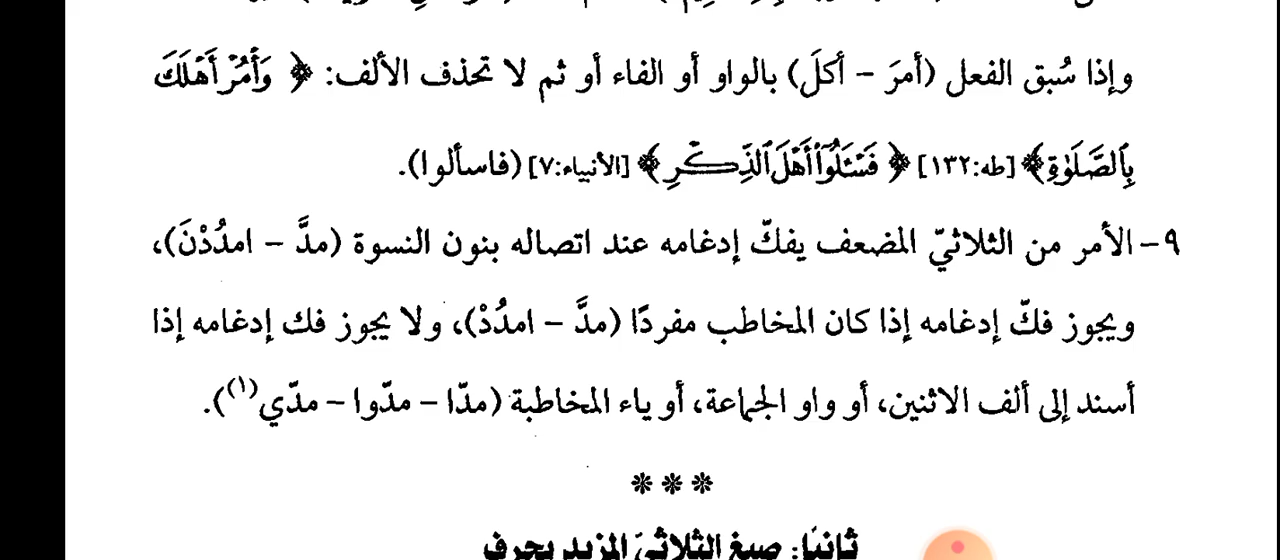 وإذا سُبق الفعل (أمرَ – أكلَ) بالواو أو الفاء أو ثم لا تحذف الألف: ﴿ وَأْمُرْ أَهْلَكَ
بِٱلصَّلَوٰةِ﴾ [طه:١٣٢] ﴿ فَسْـَٔلُوٓا۟ أَهْلَ ٱلذِّكْرِ ﴾ [الأنبياء:٧] (فاسألوا).
٩- الأمر من الثلاثيّ المضعف يفكّ إدغامه عند اتصاله بنون النسوة (مدَّ – امدُدْنَ)،
ويجوز فكّ إدغامه إذا كان المخاطب مفردًا (مدَّ – امدُدْ)، ولا يجوز فك إدغامه إذا
أسند إلى ألف الاثنين، أو واو الجماعة، أو ياء المخاطبة (مدّا – مدّوا – مدّي(١)).
***
ثانيًا: صيغ الثلاثيّ المزيد بحرف